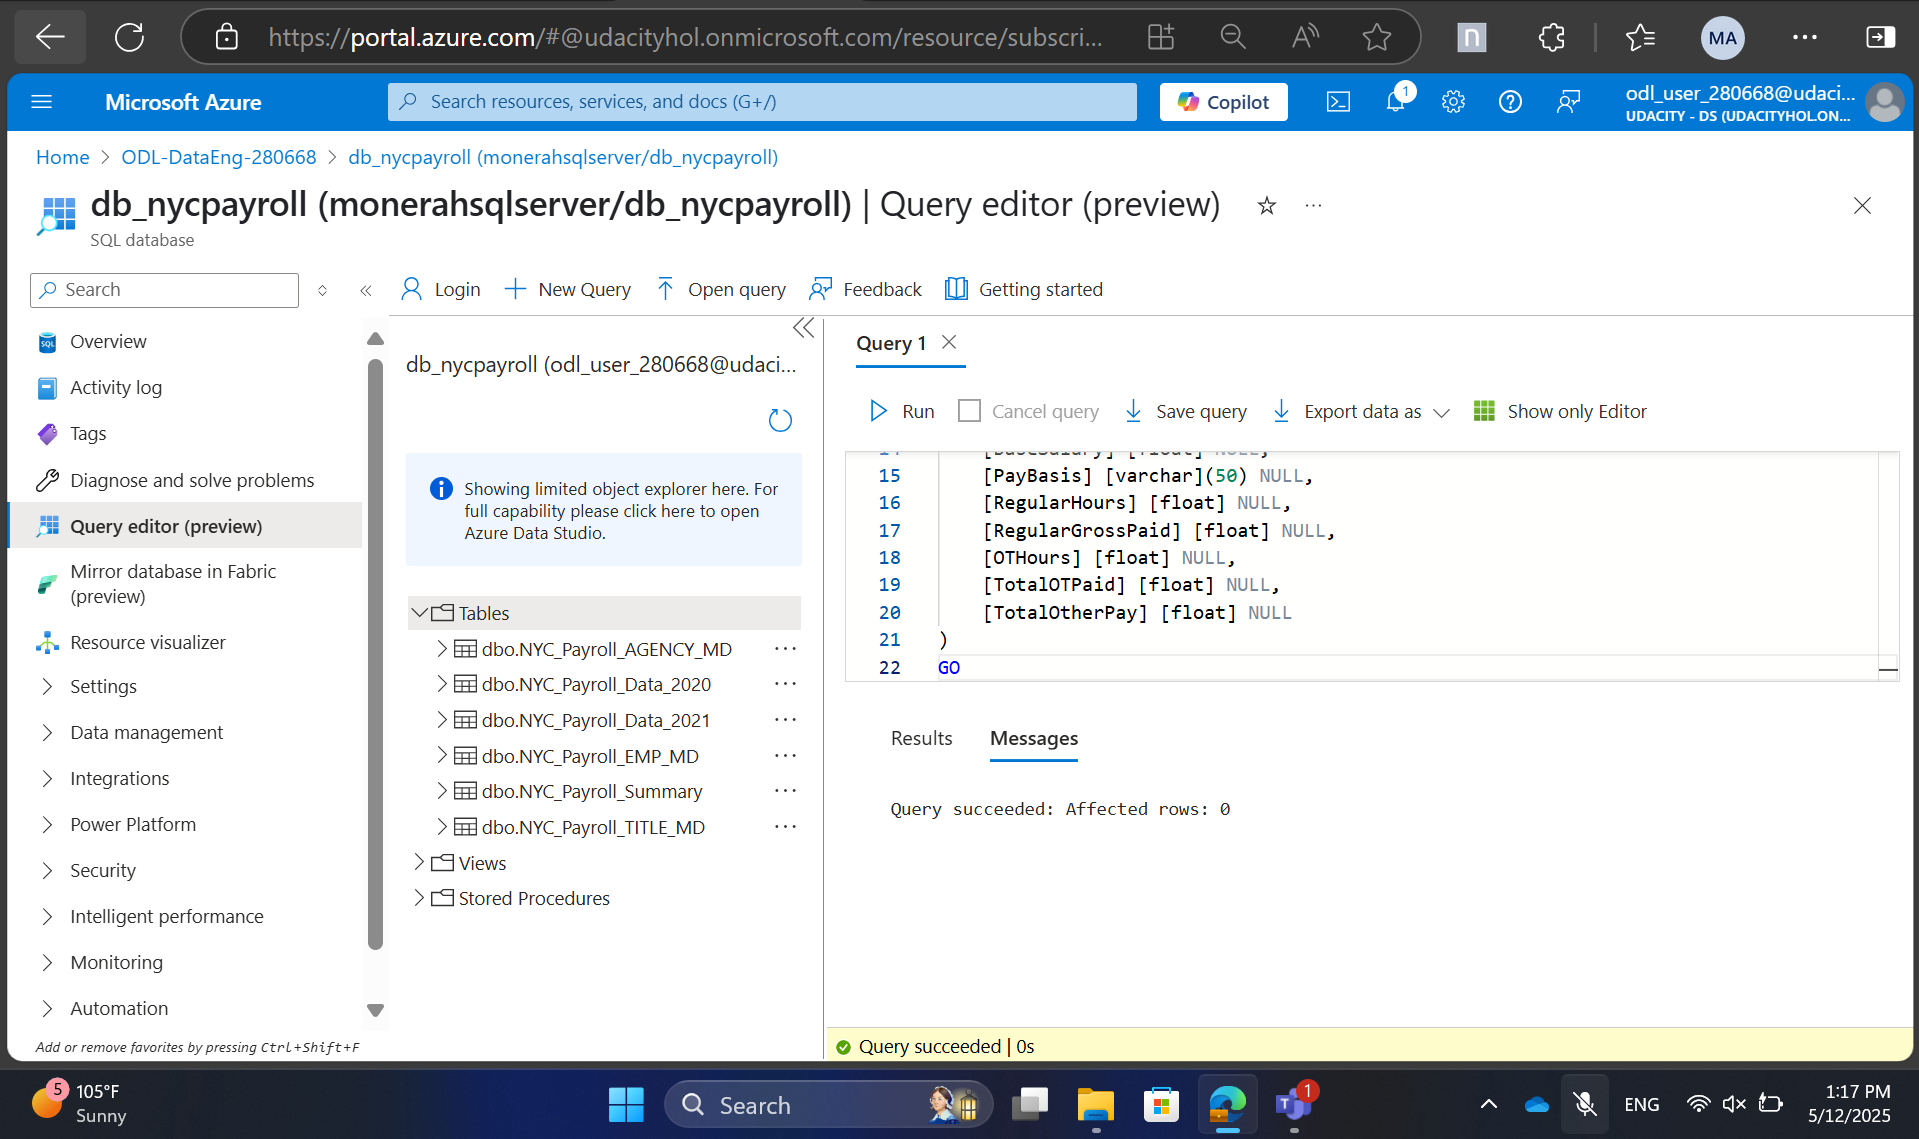 https://portal.azure.com/#@udacityhol.onmicrosoft.com/resource/subscri...
MA
Microsoft Azure
Search resources, services, and docs (G+/)
Copilot
1
odl_user_280668@udaci...
UDACITY - DS (UDACITYHOL.ON...
Home > ODL-DataEng-280668 > db_nycpayroll (monerahsqlserver/db_nycpayroll)
db_nycpayroll (monerahsqlserver/db_nycpayroll) | Query editor (preview)
SQL database
Search
Login
New Query
Open query
Feedback
Getting started
Overview
Activity log
Tags
Diagnose and solve problems
Query editor (preview)
Mirror database in Fabric
(preview)
Resource visualizer
Settings
Data management
Integrations
Power Platform
Security
Intelligent performance
Monitoring
Automation
Add or remove favorites by pressing Ctrl+Shift+F
db_nycpayroll (odl_user_280668@udaci...
Showing limited object explorer here. For
full capability please click here to open
Azure Data Studio.
Tables
dbo.NYC_Payroll_AGENCY_MD
dbo.NYC_Payroll_Data_2020
dbo.NYC_Payroll_Data_2021
dbo.NYC_Payroll_EMP_MD
dbo.NYC_Payroll_Summary
dbo.NYC_Payroll_TITLE_MD
Views
Stored Procedures
Query 1
Run
Cancel query
Save query
Export data as
Show only Editor
14 [BaseSalary] [float] NULL,
15 [PayBasis] [varchar](50) NULL,
16 [RegularHours] [float] NULL,
17 [RegularGrossPaid] [float] NULL,
18 [OTHours] [float] NULL,
19 [TotalOTPaid] [float] NULL,
20 [TotalOtherPay] [float] NULL
21 )
22 GO
Results
Messages
Query succeeded: Affected rows: 0
Query succeeded | 0s
5
105°F
Sunny
Search
1
ENG
1:17 PM
5/12/2025